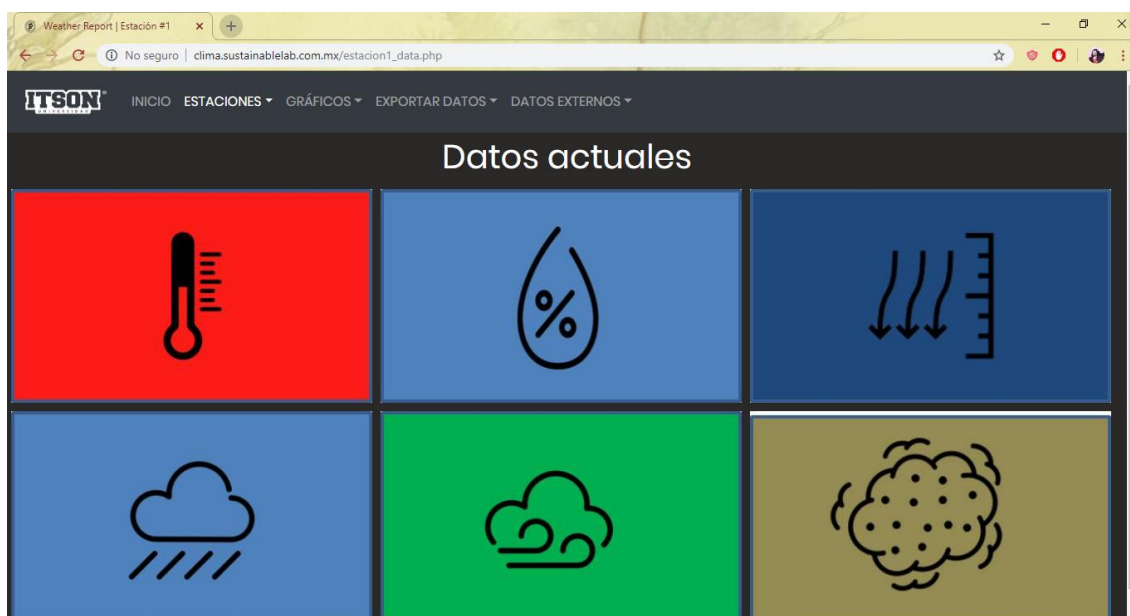 Weather Report | Estación #1
No seguro | clima.sustainablelab.com.mx/estacion1_data.php
ITSON
UNIVERSIDAD
INICIO ESTACIONES GRÁFICOS EXPORTAR DATOS DATOS EXTERNOS
Datos actuales
%